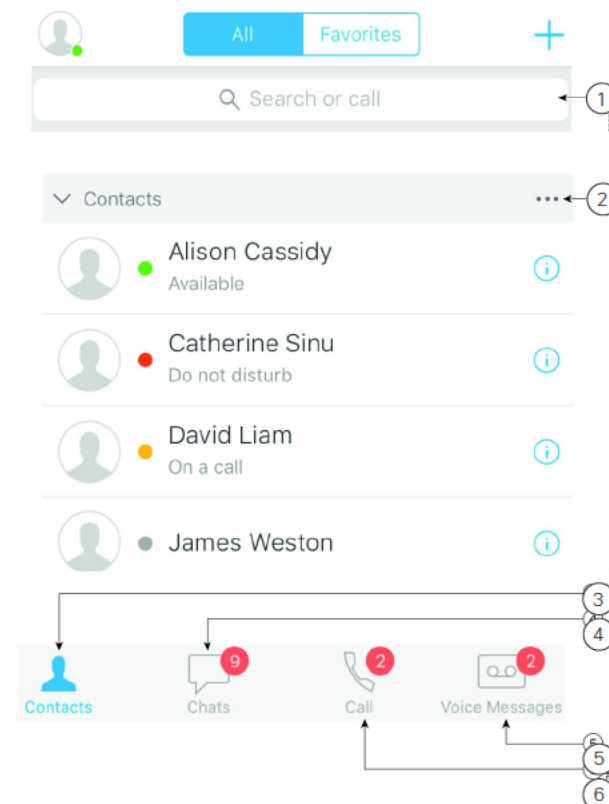 All Favorites
Search or call
1
Contacts
2
Alison Cassidy
Available
Catherine Sinu
Do not disturb
David Liam
On a call
James Weston
3
4
9 2 2
Contacts Chats Call Voice Messages
5
6